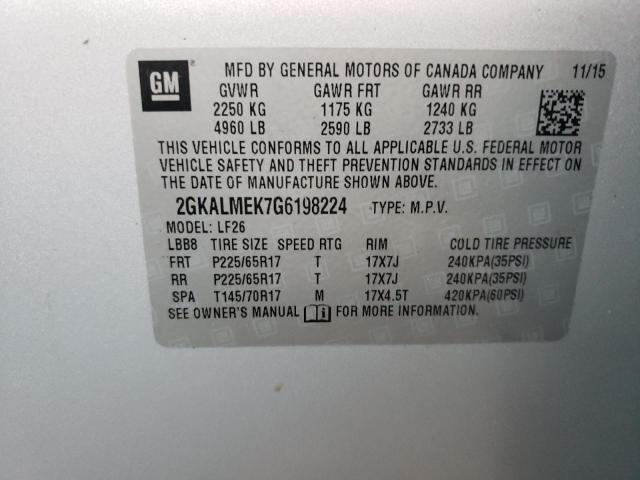 GM MFD BY GENERAL MOTORS OF CANADA COMPANY 11/15
GVWR GAWR FRT GAWR RR
2250 KG 1175 KG 1240 KG
4960 LB 2590 LB 2733 LB
THIS VEHICLE CONFORMS TO ALL APPLICABLE U.S. FEDERAL MOTOR
VEHICLE SAFETY AND THEFT PREVENTION STANDARDS IN EFFECT ON
THE DATE OF MANUFACTURE SHOWN ABOVE.
2GKALMEK7G6198224 TYPE: M.P.V.
MODEL: LF26
LBB8 TIRE SIZE SPEED RTG RIM COLD TIRE PRESSURE
FRT P225/65R17 T 17X7J 240KPA(35PSI)
RR P225/65R17 T 17X7J 240KPA(35PSI)
SPA T145/70R17 M 17X4.5T 420KPA(60PSI)
SEE OWNER'S MANUAL i FOR MORE INFORMATION.